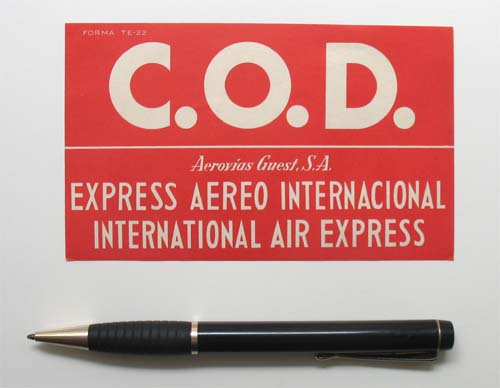 FORMA TE-22
C.O.D.
Aerovias Guest, S.A.
EXPRESS AEREO INTERNACIONAL
INTERNATIONAL AIR EXPRESS